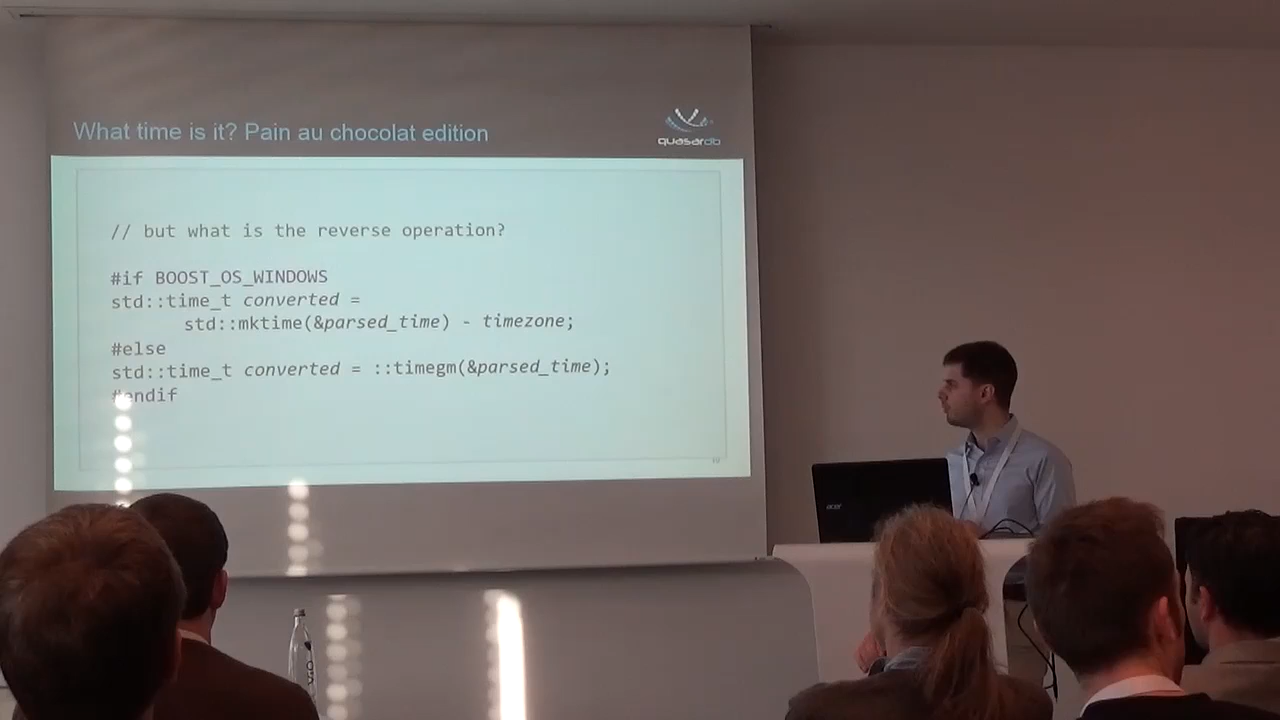 What time is it? Pain au chocolat edition
quasardb
// but what is the reverse operation?
#if BOOST_OS_WINDOWS
std::time_t converted =
std::mktime(&parsed_time) - timezone;
#else
std::time_t converted = ::timegm(&parsed_time);
#endif
acer